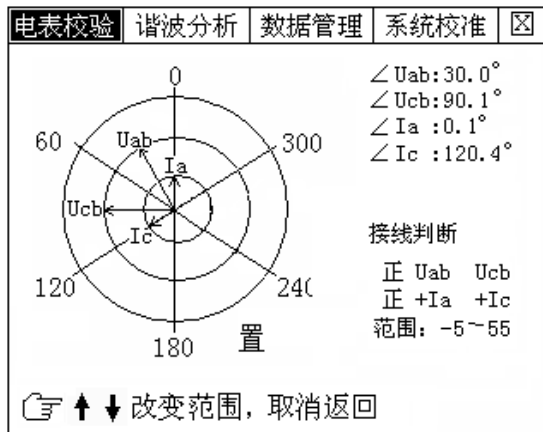 电表校验 谐波分析 数据管理 系统校准
0
60
300
120
240
180
Uab
Ia
Ucb
Ic
置
∠Uab:30.0°
∠Ucb:90.1°
∠Ia :0.1°
∠Ic :120.4°
接线判断
正 Uab Ucb
正 +Ia +Ic
范围: -5~55
改变范围, 取消返回